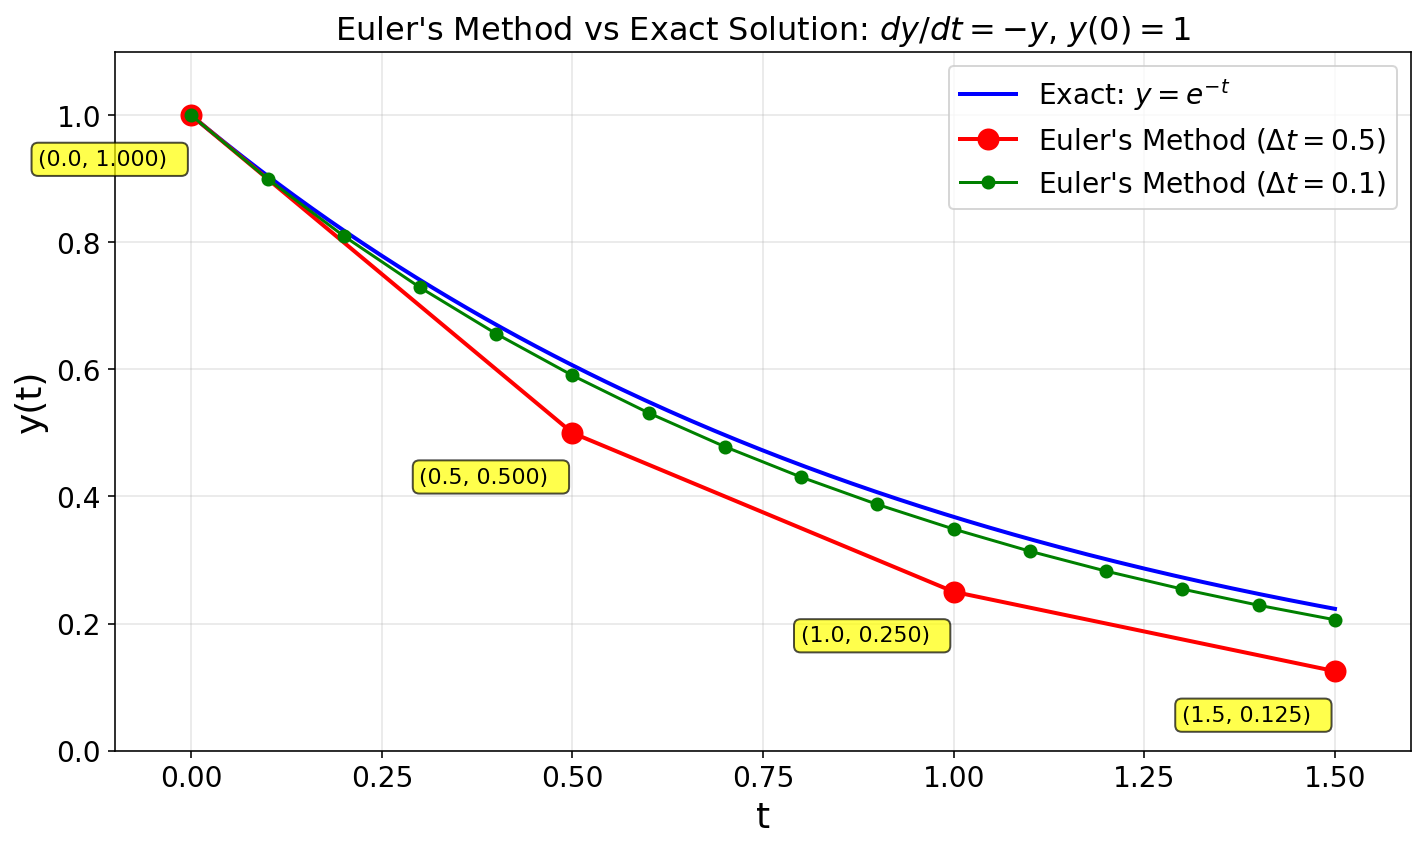 Euler's Method vs Exact Solution: dy/dt = −y, y(0) = 1
Exact: y = e⁻ᵗ
Euler's Method (Δt = 0.5)
Euler's Method (Δt = 0.1)
1.0
(0.0, 1.000)
0.8
0.6
y(t)
(0.5, 0.500)
0.4
0.2
(1.0, 0.250)
(1.5, 0.125)
0.0
0.00 0.25 0.50 0.75 1.00 1.25 1.50
t